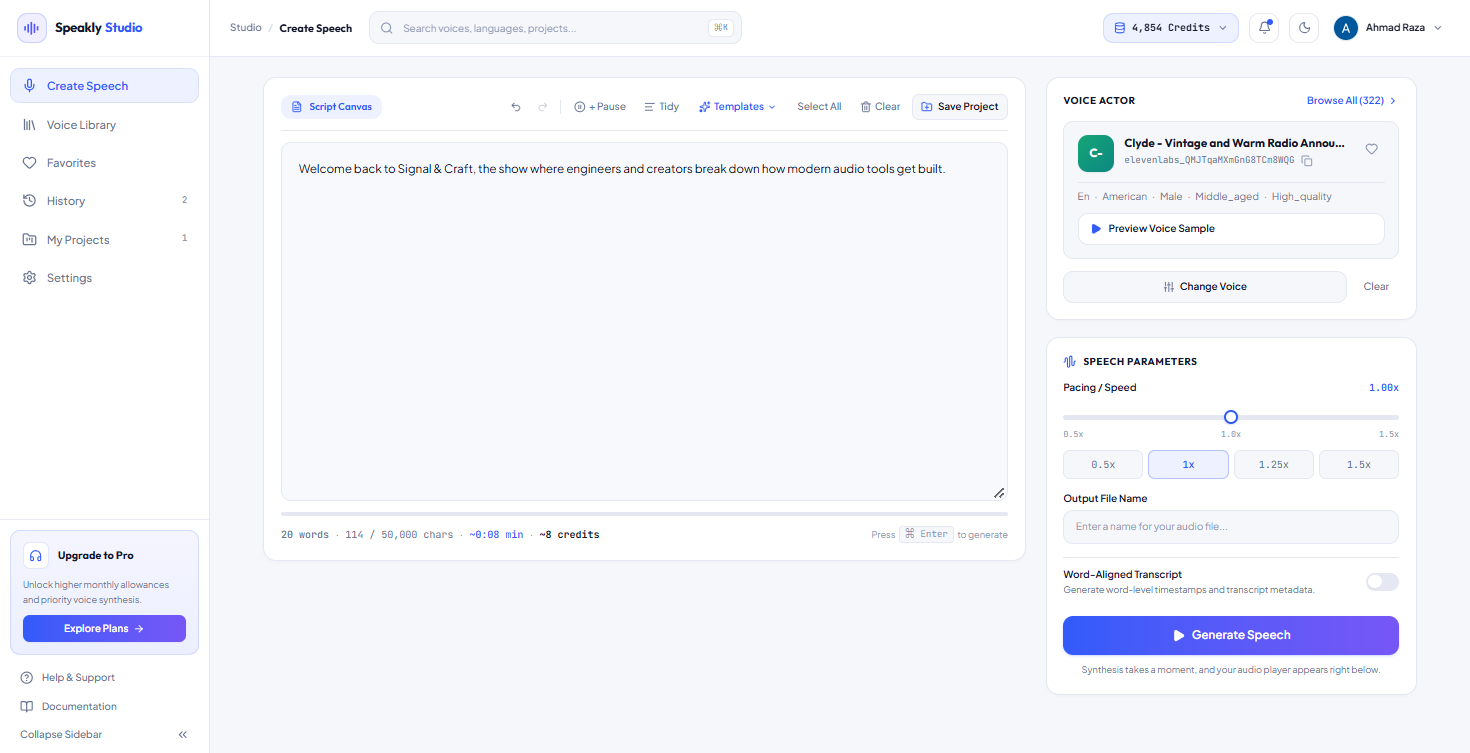 Speakly Studio
Studio / Create Speech
Search voices, languages, projects...
⌘K
4,854 Credits
A
Ahmad Raza
Create Speech
Voice Library
Favorites
History 2
My Projects 1
Settings
Upgrade to Pro
Unlock higher monthly allowances
and priority voice synthesis.
Explore Plans →
Help & Support
Documentation
Collapse Sidebar
Script Canvas
+ Pause
Tidy
Templates
Select All
Clear
Save Project
Welcome back to Signal & Craft, the show where engineers and creators break down how modern audio tools get built.
20 words · 114 / 50,000 chars · ~0:08 min · ~8 credits
Press ⌘ Enter to generate
VOICE ACTOR
Browse All (322)
C-
Clyde - Vintage and Warm Radio Annou...
elevenlabs_QMJTqaMXmGnG8TCm8WQG
En · American · Male · Middle_aged · High_quality
Preview Voice Sample
Change Voice
Clear
SPEECH PARAMETERS
Pacing / Speed 1.00x
0.5x 1.0x 1.5x
0.5x 1x 1.25x 1.5x
Output File Name
Enter a name for your audio file...
Word-Aligned Transcript
Generate word-level timestamps and transcript metadata.
Generate Speech
Synthesis takes a moment, and your audio player appears right below.